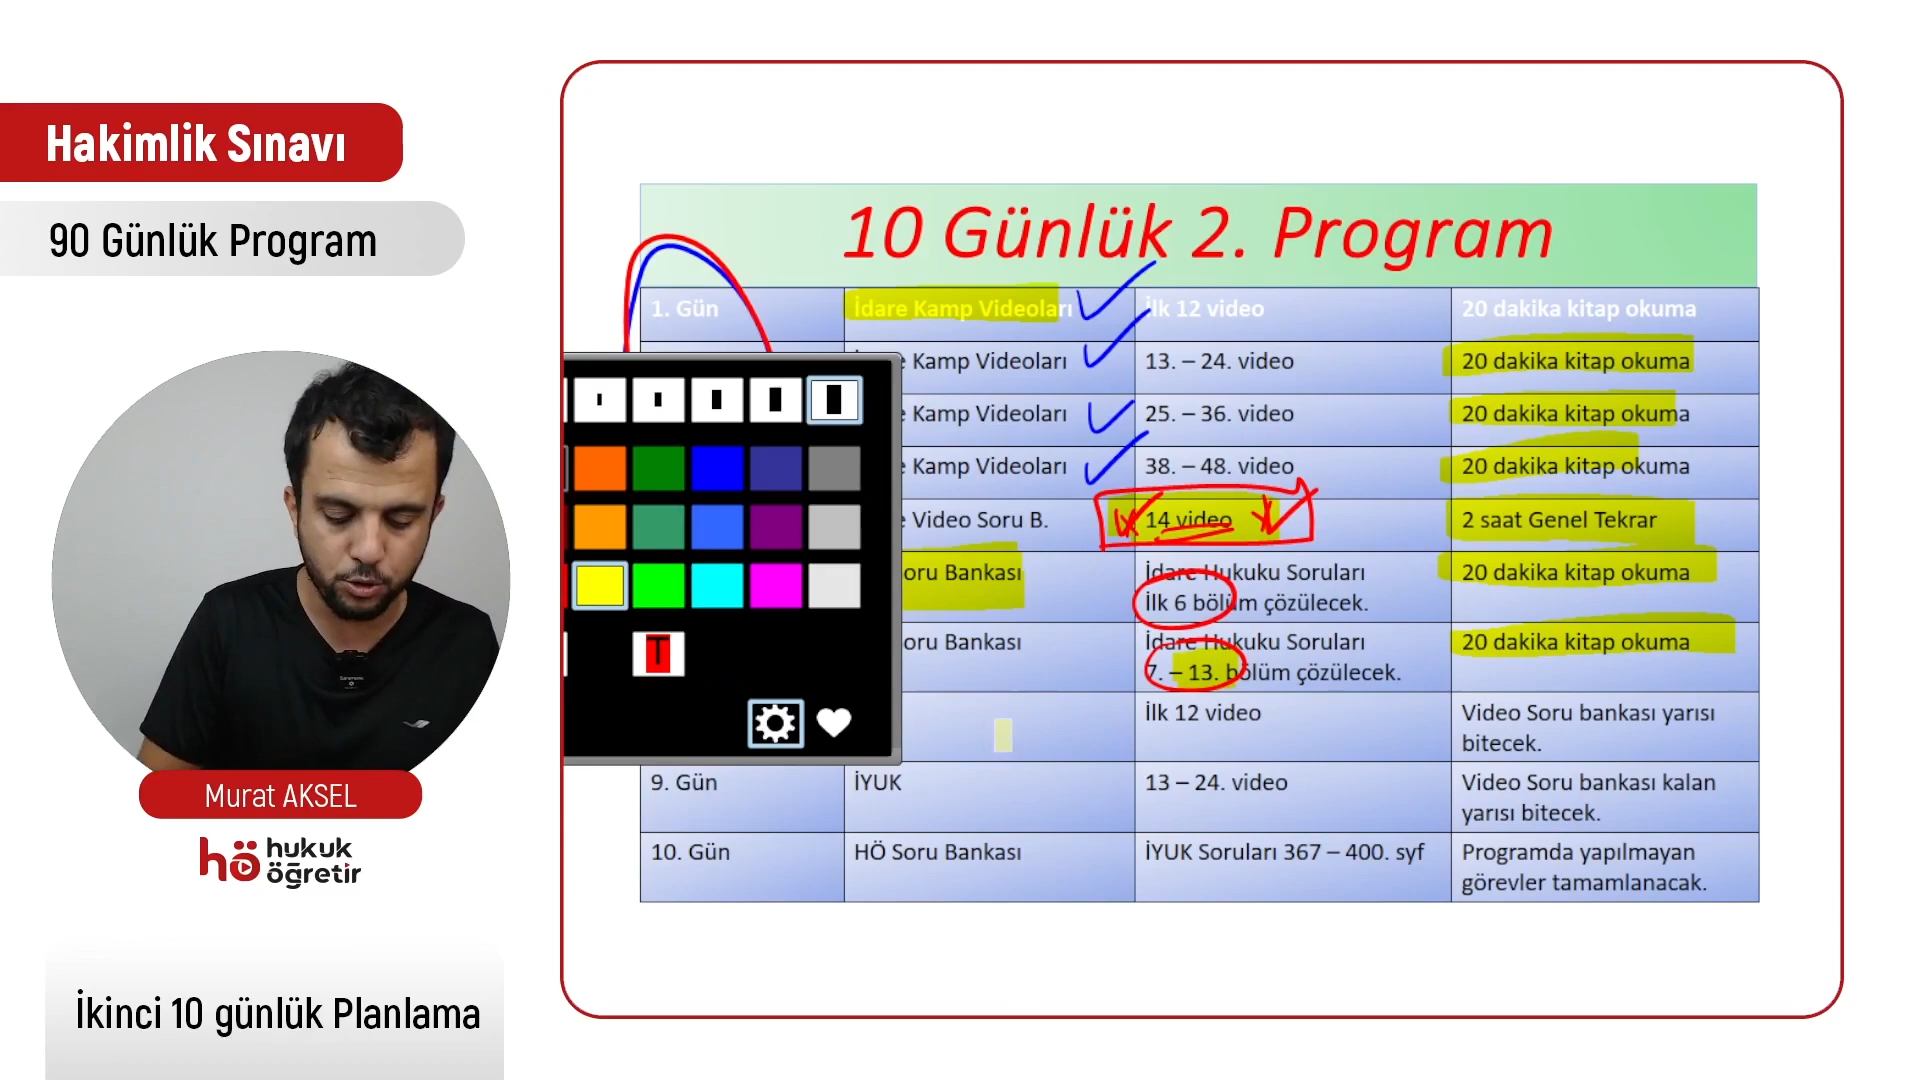 Hakimlik Sınavı
90 Günlük Program
Murat AKSEL
hö hukuk
öğretir
İkinci 10 günlük Planlama
10 Günlük 2. Program
1. Gün İdare Kamp Videoları İlk 12 video 20 dakika kitap okuma
Kamp Videoları 13. – 24. video 20 dakika kitap okuma
Kamp Videoları 25. – 36. video 20 dakika kitap okuma
Kamp Videoları 38. – 48. video 20 dakika kitap okuma
Video Soru B. 14 video 2 saat Genel Tekrar
oru Bankası İdare Hukuku Soruları 20 dakika kitap okuma
İlk 6 bölüm çözülecek.
oru Bankası İdare Hukuku Soruları 20 dakika kitap okuma
7. – 13. bölüm çözülecek.
İlk 12 video Video Soru bankası yarısı
bitecek.
9. Gün İYUK 13 – 24. video Video Soru bankası kalan
yarısı bitecek.
10. Gün HÖ Soru Bankası İYUK Soruları 367 – 400. syf Programda yapılmayan
görevler tamamlanacak.
T